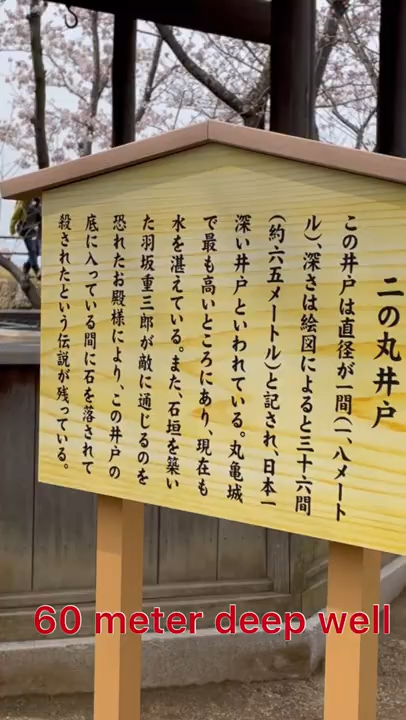 二の丸井戸
この井戸は直径が一間(一、八メート
ル)、深さは絵図によると三十六間
(約六五メートル)と記され、日本一
深い井戸といわれている。丸亀城
で最も高いところにあり、現在も
水を湛えている。また、石垣を築い
た羽坂重三郎が敵に通じるのを
恐れたお殿様により、この井戸の
底に入っている間に石を落されて
殺されたという伝説が残っている。
60 meter deep well